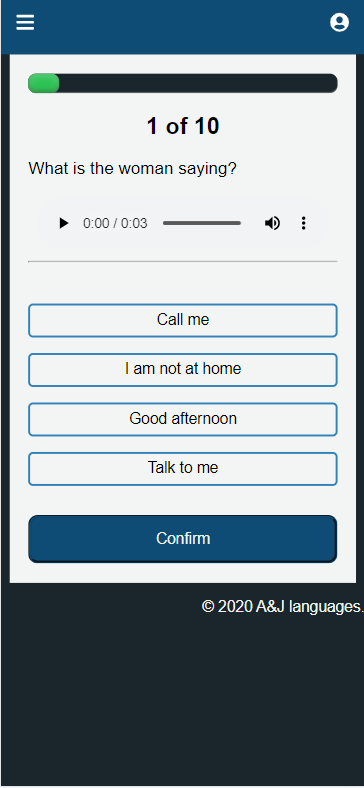 1 of 10
What is the woman saying?
0:00 / 0:03
Call me
I am not at home
Good afternoon
Talk to me
Confirm
© 2020 A&J languages.